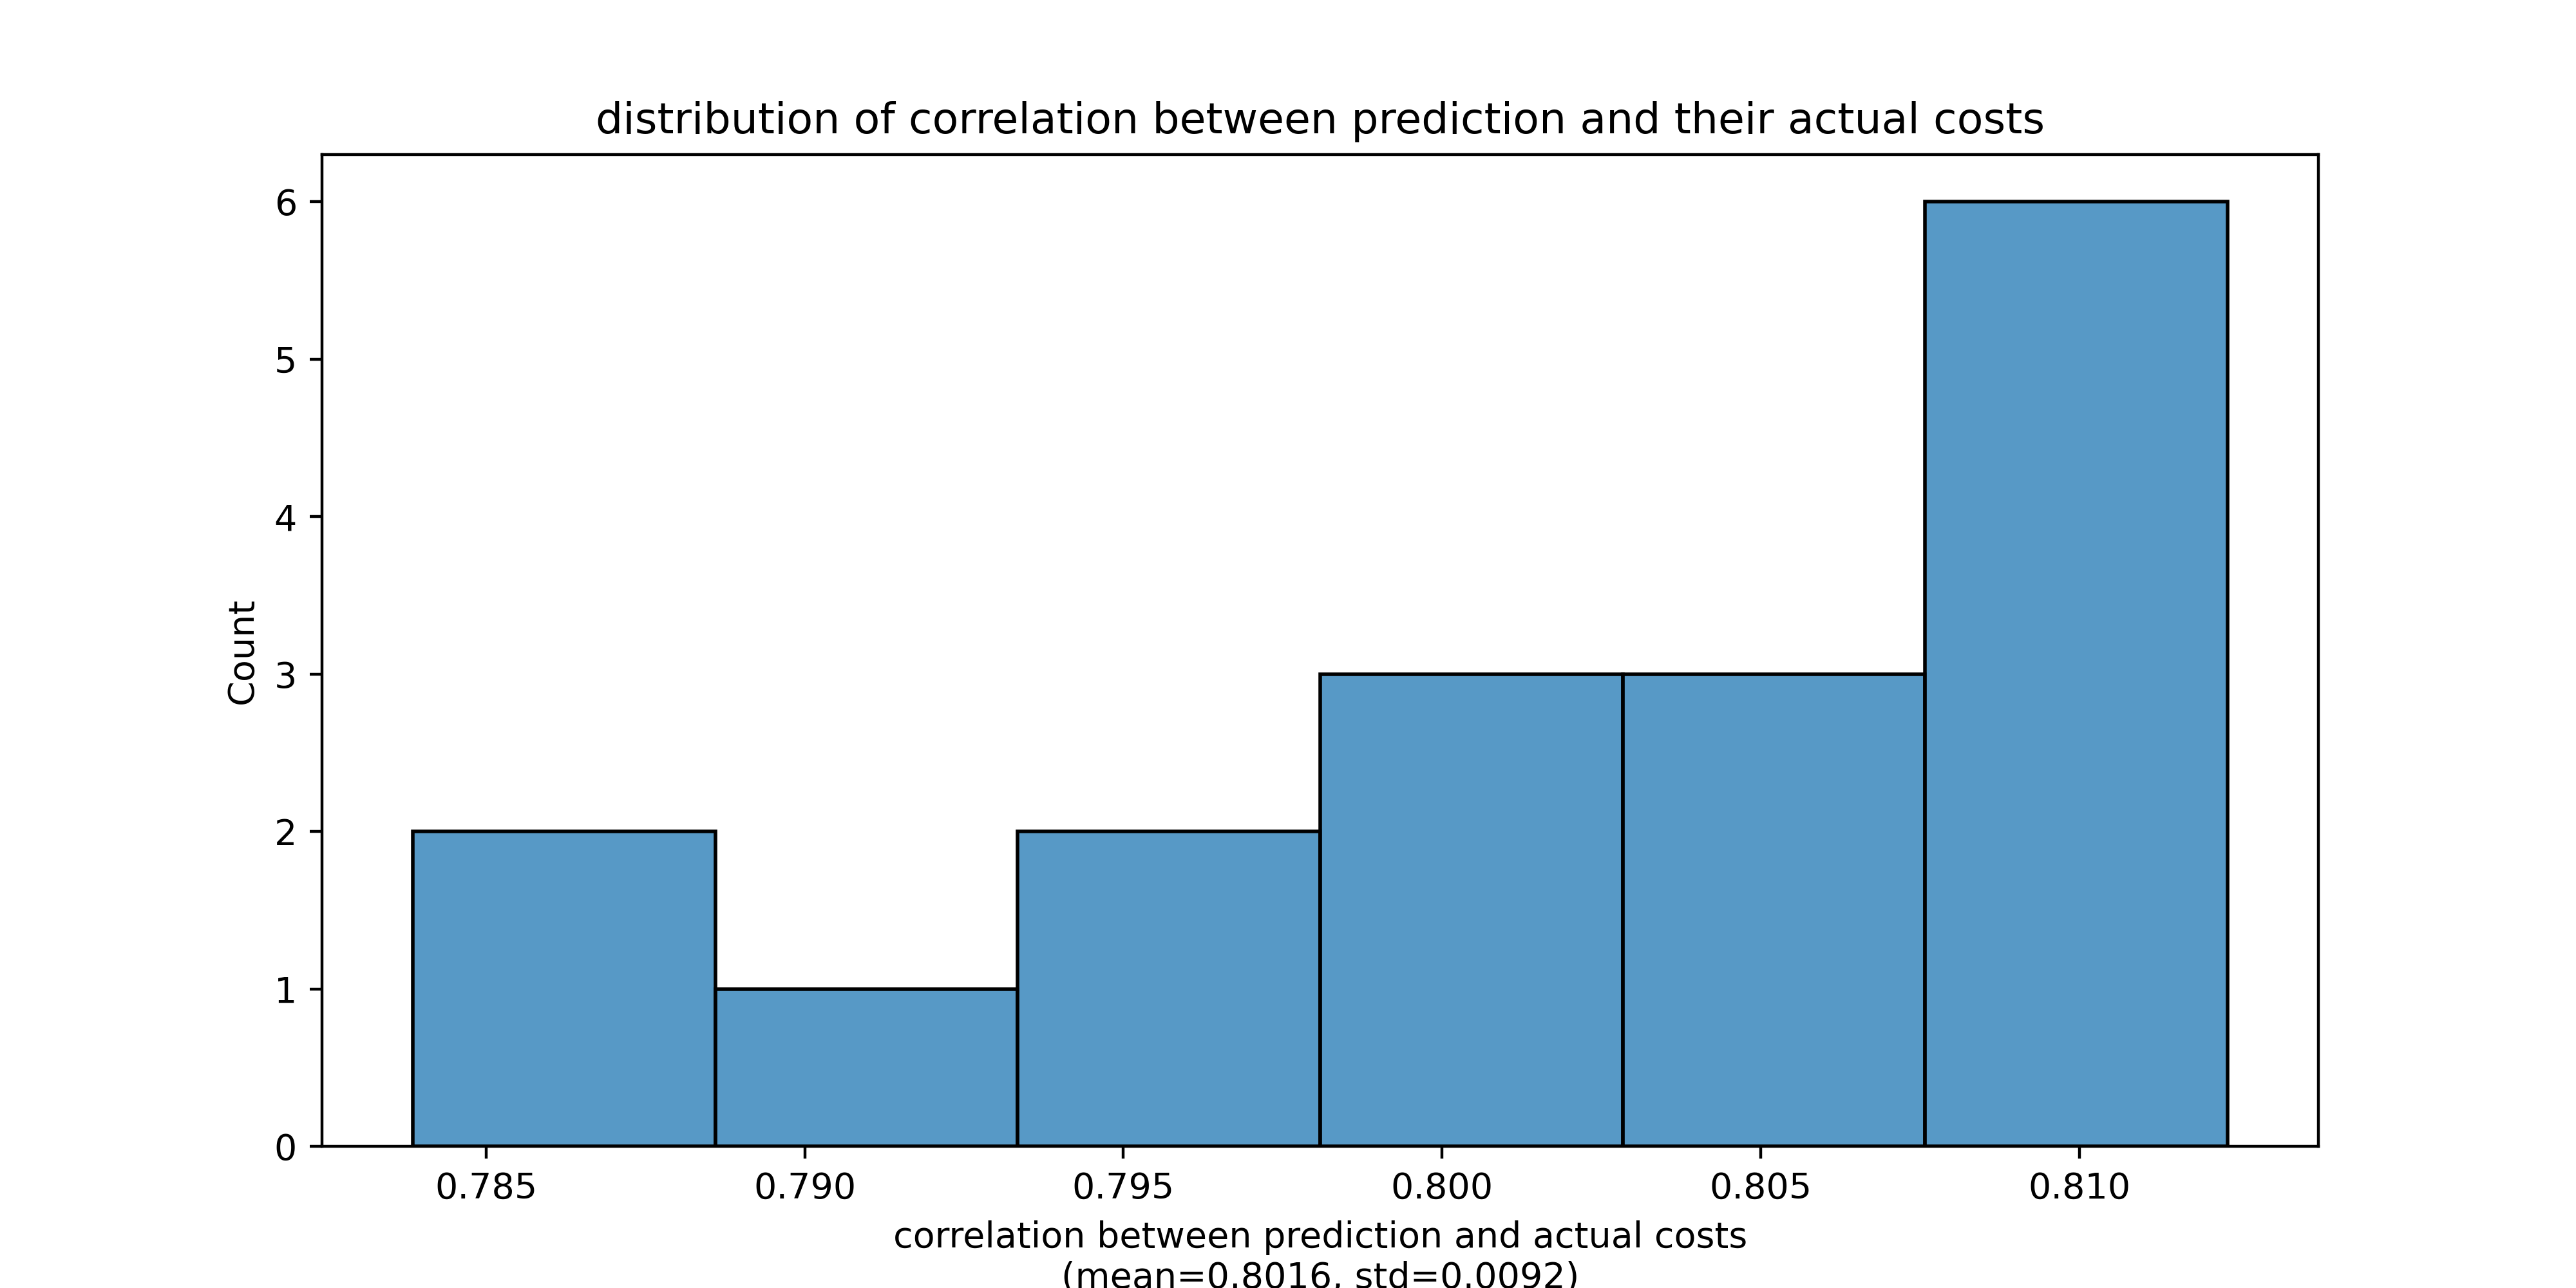 distribution of correlation between prediction and their actual costs
6
5
4
3
2
1
0
Count
0.785 0.790 0.795 0.800 0.805 0.810
correlation between prediction and actual costs
(mean=0.8016, std=0.0092)